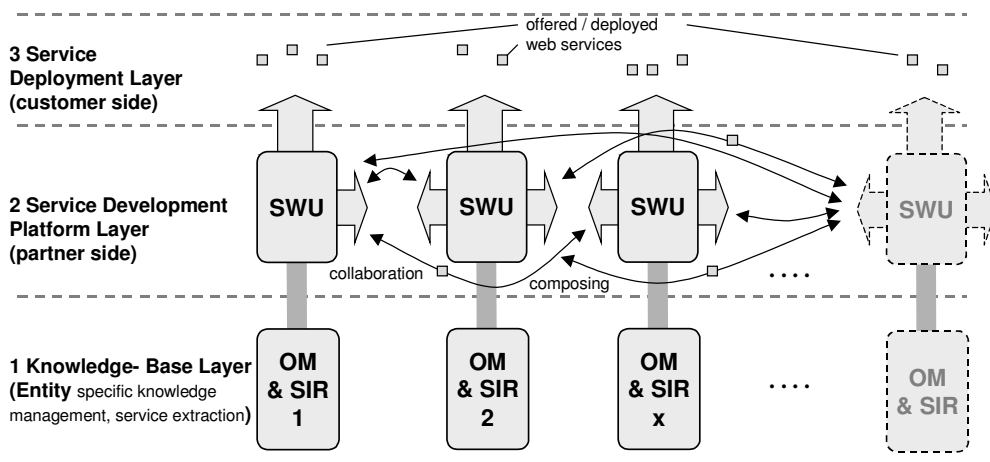 offered / deployed
web services
3 Service
Deployment Layer
(customer side)
2 Service Development
Platform Layer
(partner side)
SWU
SWU
SWU
SWU
collaboration
composing
. . . .
1 Knowledge- Base Layer
(Entity specific knowledge
management, service extraction)
OM
& SIR
1
OM
& SIR
2
OM
& SIR
x
. . . .
OM
& SIR